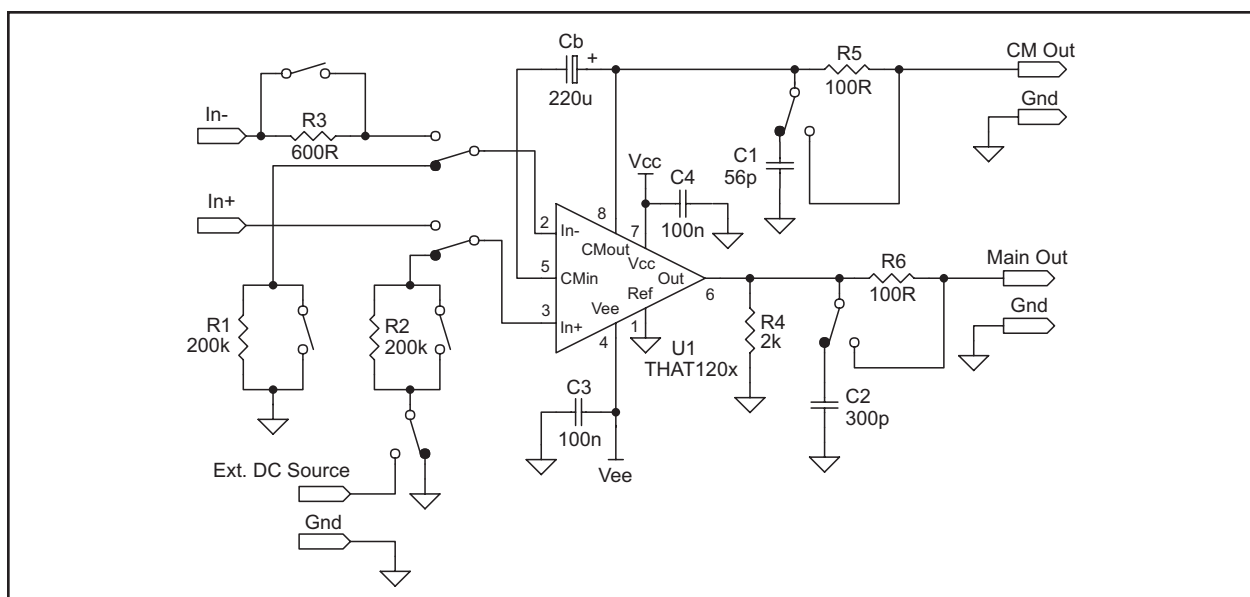 Cb
+
220u
R5
100R
CM Out
Gnd
In-
R3
600R
C1
56p
Vcc
C4
100n
In+
2
In-
8
CMout
7
Vcc
5
CMin
Out
6
Ref
Vee
3
In+
4
1
U1
THAT120x
R6
100R
Main Out
Gnd
R1
200k
R2
200k
R4
2k
C3
100n
C2
300p
Vee
Ext. DC Source
Gnd